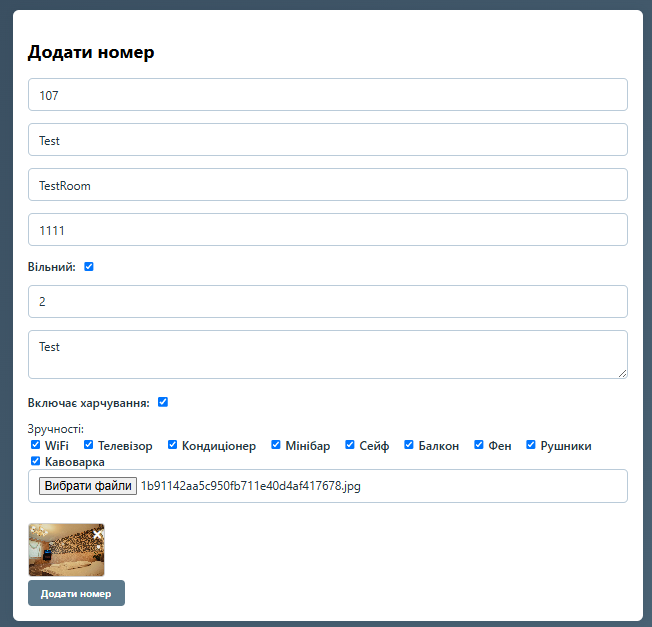 Додати номер
107
Test
TestRoom
1111
Вільний:
2
Test
Включає харчування:
Зручності:
WiFi Телевізор Кондиціонер Мінібар Сейф Балкон Фен Рушники
Кавоварка
Вибрати файли 1b91142aa5c950fb711e40d4af417678.jpg
Додати номер